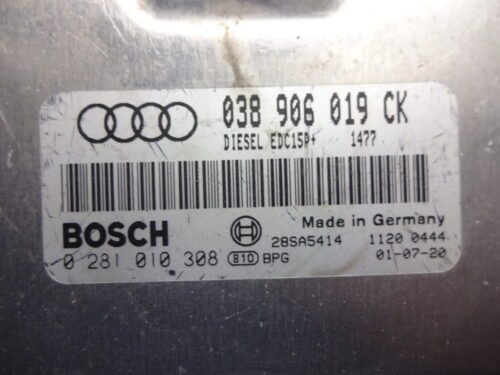 038 906 019 CK
DIESEL EDC15P+ 1477
BOSCH
Made in Germany
28SA5414 1120 0444
0 281 010 308 810 BPG 01-07-20